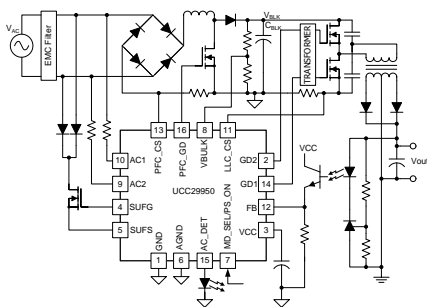 VAC
EMC Filter
VBLK
CBLK
TRANSFORMER
13
16
8
11
PFC_CS
PFC_GD
VBULK
LLC_CS
10
AC1
9
AC2
4
SUFG
5
SUFS
UCC29950
GD2
2
GD1
14
FB
12
VCC
3
VCC
Vout
GND
AGND
AC_DET
MD_SEL/PS_ON
1
6
15
7